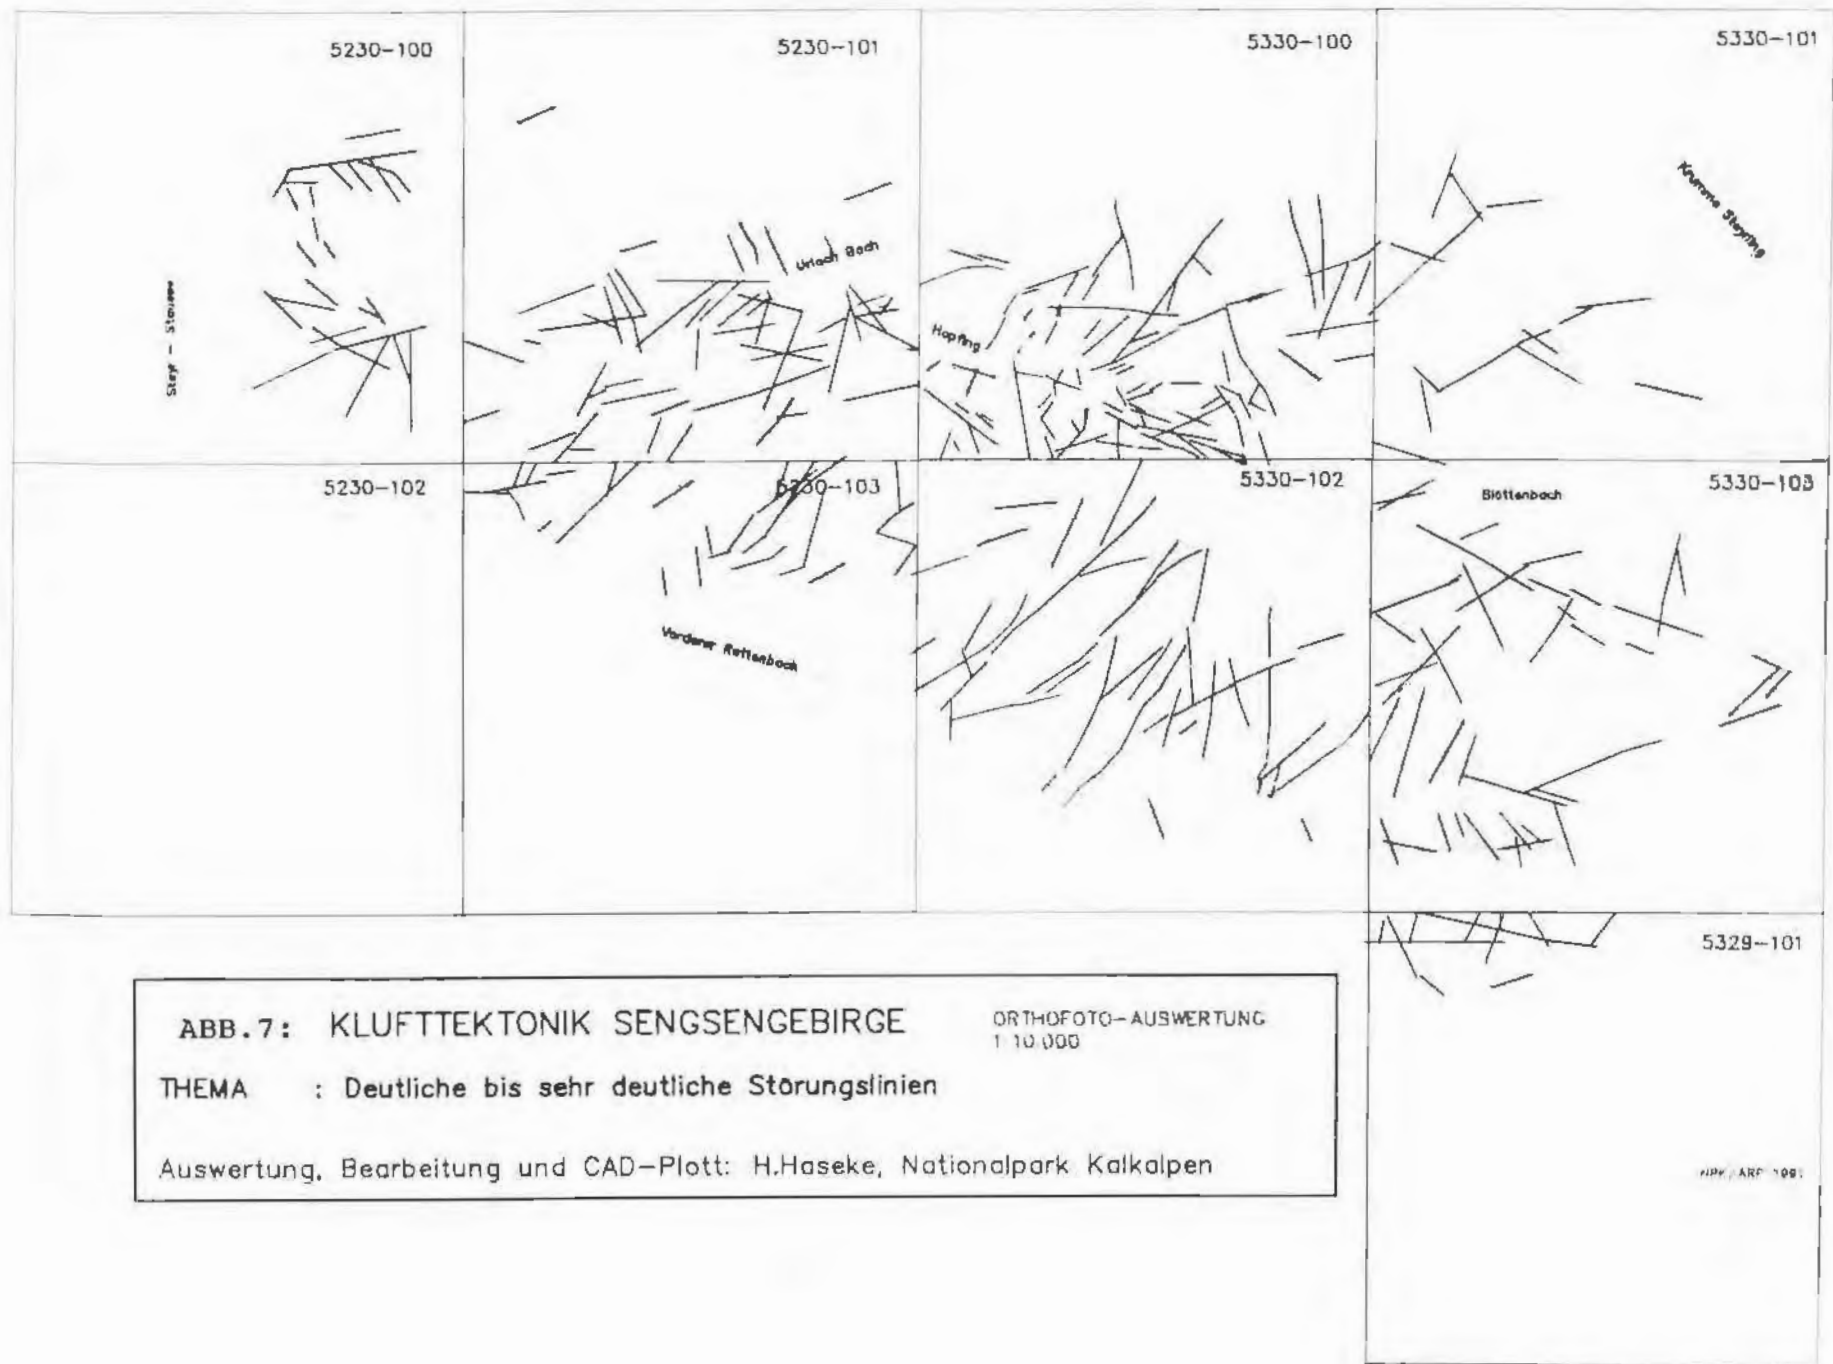 5230-100
5230-101
5330-100
5330-101
Krumme Steyrling
Urlach Bach
Steyr - Stausee
Hopfing
5230-102
5230-103
5330-102
5330-103
Blöttenbach
Vorderer Rettenbach
5329-101
ABB.7: KLUFTTEKTONIK SENGSENGEBIRGE
ORTHOFOTO-AUSWERTUNG
1 10.000
THEMA : Deutliche bis sehr deutliche Störungslinien
Auswertung, Bearbeitung und CAD-Plott: H.Haseke, Nationalpark Kalkalpen